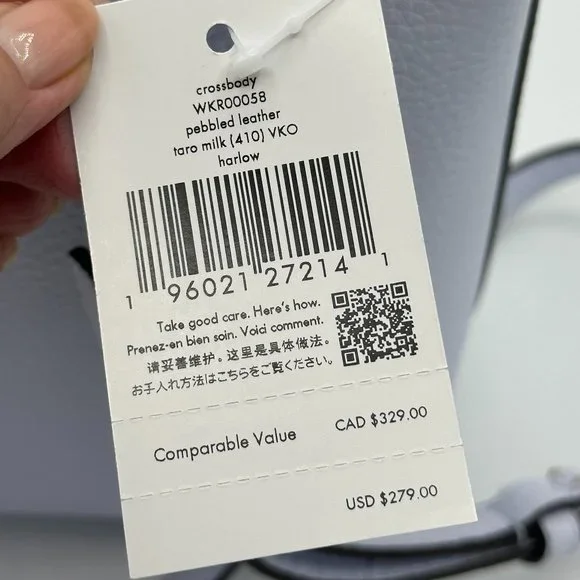 crossbody
WKR00058
pebbled leather
taro milk (410) VKO
harlow
1 96021 27214 1
Take good care. Here's how.
Prenez-en bien soin. Void comment.
请妥善维护。这里是具体做法。
お手入れ方法はこちらをご覧ください。
Comparable Value CAD $329.00
USD $279.00